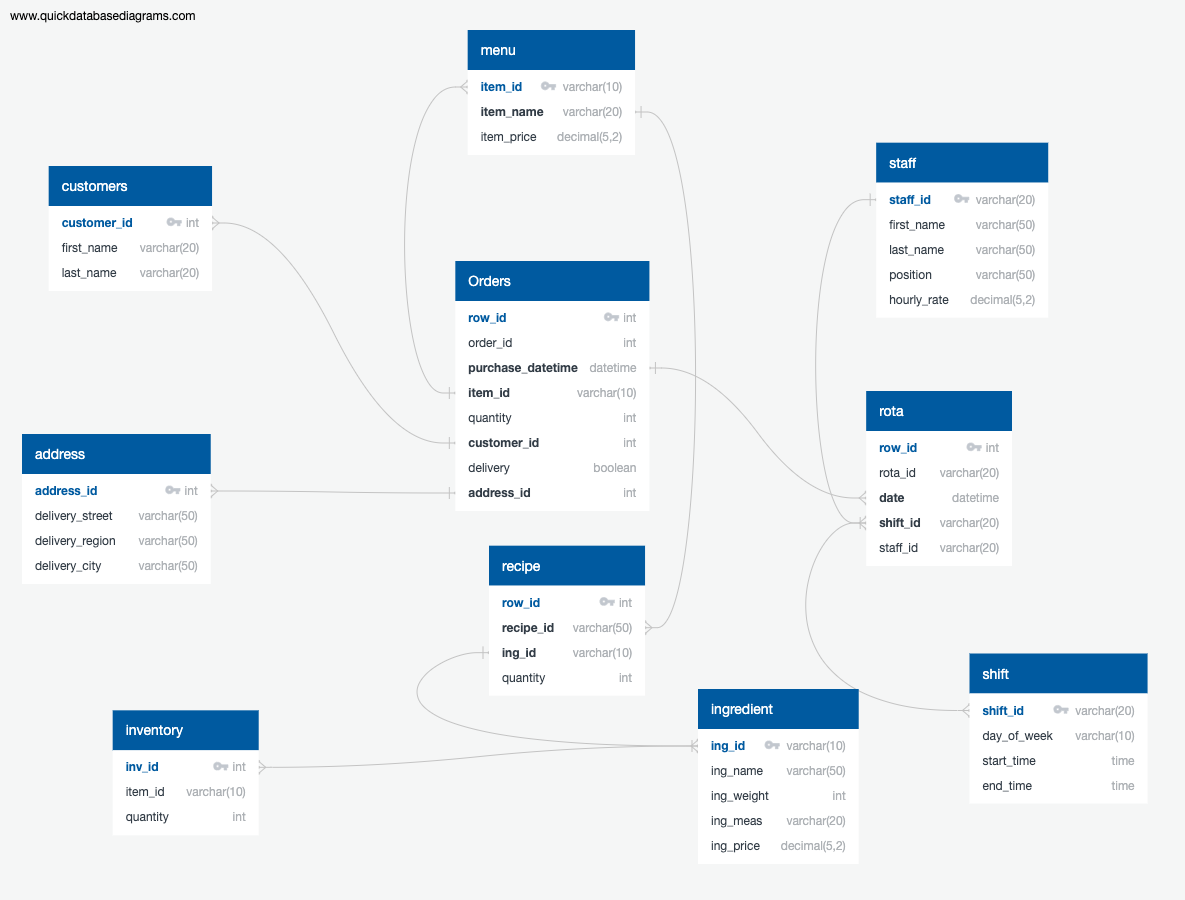 www.quickdatabasediagrams.com
menu
item_id varchar(10)
item_name varchar(20)
item_price decimal(5,2)
customers
customer_id int
first_name varchar(20)
last_name varchar(20)
staff
staff_id varchar(20)
first_name varchar(50)
last_name varchar(50)
position varchar(50)
hourly_rate decimal(5,2)
Orders
row_id int
order_id int
purchase_datetime datetime
item_id varchar(10)
quantity int
customer_id int
delivery boolean
address_id int
rota
row_id int
rota_id varchar(20)
date datetime
shift_id varchar(20)
staff_id varchar(20)
address
address_id int
delivery_street varchar(50)
delivery_region varchar(50)
delivery_city varchar(50)
recipe
row_id int
recipe_id varchar(50)
ing_id varchar(10)
quantity int
shift
shift_id varchar(20)
day_of_week varchar(10)
start_time time
end_time time
ingredient
ing_id varchar(10)
ing_name varchar(50)
ing_weight int
ing_meas varchar(20)
ing_price decimal(5,2)
inventory
inv_id int
item_id varchar(10)
quantity int